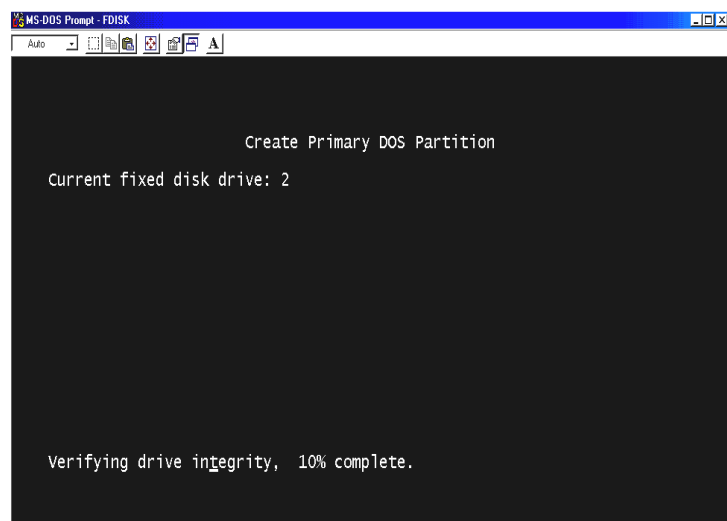 MS-DOS Prompt - FDISK
Auto
A
Create Primary DOS Partition
Current fixed disk drive: 2
Verifying drive integrity, 10% complete.